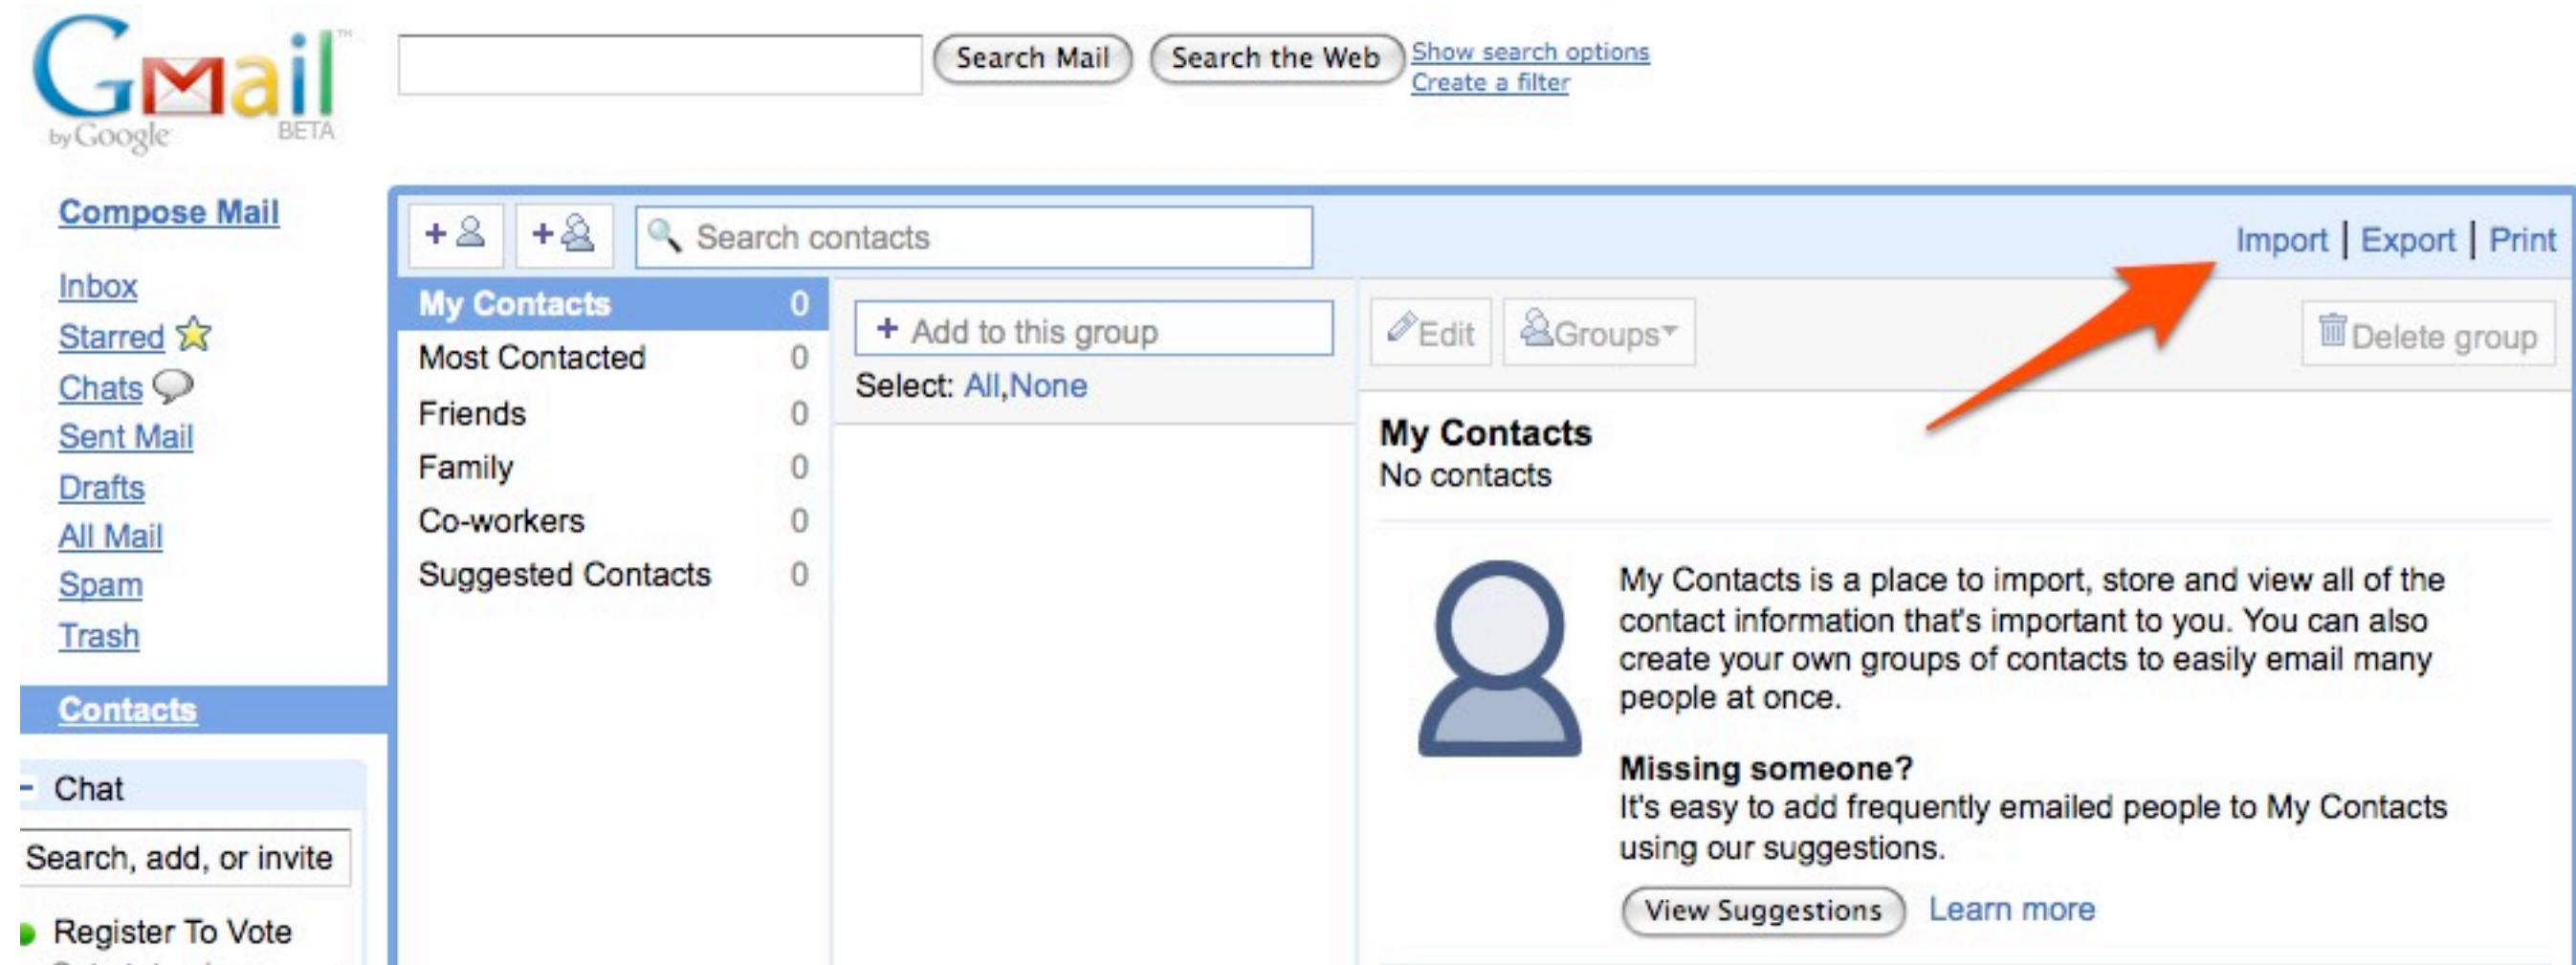 Gmail™
by Google BETA
Search Mail
Search the Web
Show search options
Create a filter
Compose Mail
Inbox
Starred
Chats
Sent Mail
Drafts
All Mail
Spam
Trash
Contacts
Chat
Search, add, or invite
Register To Vote
+
+
Search contacts
Import | Export | Print
My Contacts 0
Most Contacted 0
Friends 0
Family 0
Co-workers 0
Suggested Contacts 0
+ Add to this group
Select: All,None
Edit
Groups
Delete group
My Contacts
No contacts
My Contacts is a place to import, store and view all of the
contact information that's important to you. You can also
create your own groups of contacts to easily email many
people at once.
Missing someone?
It's easy to add frequently emailed people to My Contacts
using our suggestions.
View Suggestions
Learn more